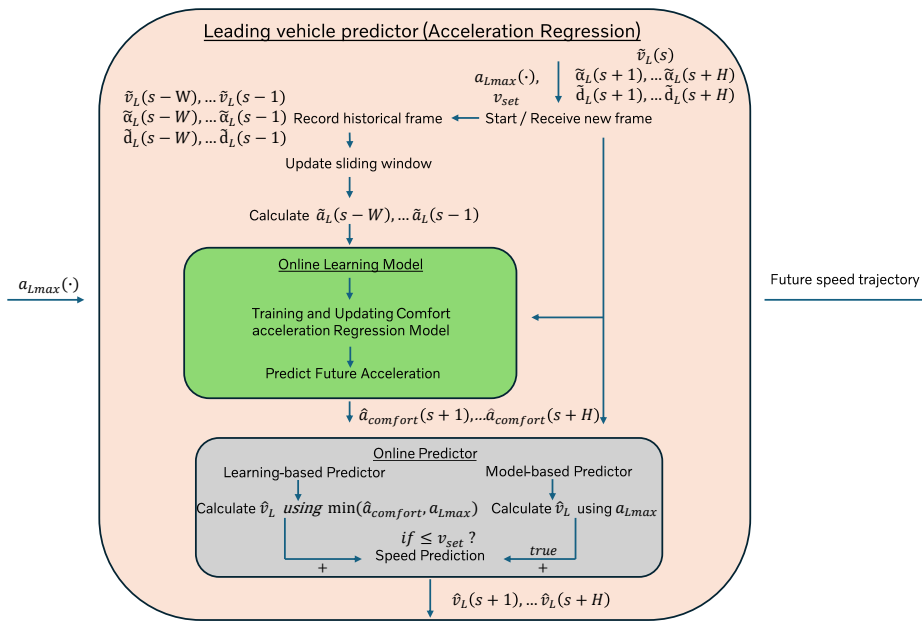 Leading vehicle predictor (Acceleration Regression)
ṽ_L(s)
α̃_L(s + 1), … α̃_L(s + H)
d̃_L(s + 1), … d̃_L(s + H)
a_Lmax(·),
v_set
ṽ_L(s − W), … ṽ_L(s − 1)
α̃_L(s − W), … α̃_L(s − 1)
d̃_L(s − W), … d̃_L(s − 1)
Record historical frame
Start / Receive new frame
Update sliding window
Calculate ã_L(s − W), … ã_L(s − 1)
Online Learning Model
Training and Updating Comfort
acceleration Regression Model
Predict Future Acceleration
a_Lmax(·)
Future speed trajectory
â_comfort(s + 1), … â_comfort(s + H)
Online Predictor
Learning-based Predictor
Model-based Predictor
Calculate v̂_L using min(â_comfort, a_Lmax)
Calculate v̂_L using a_Lmax
if ≤ v_set ?
Speed Prediction
true
+
+
v̂_L(s + 1), … v̂_L(s + H)